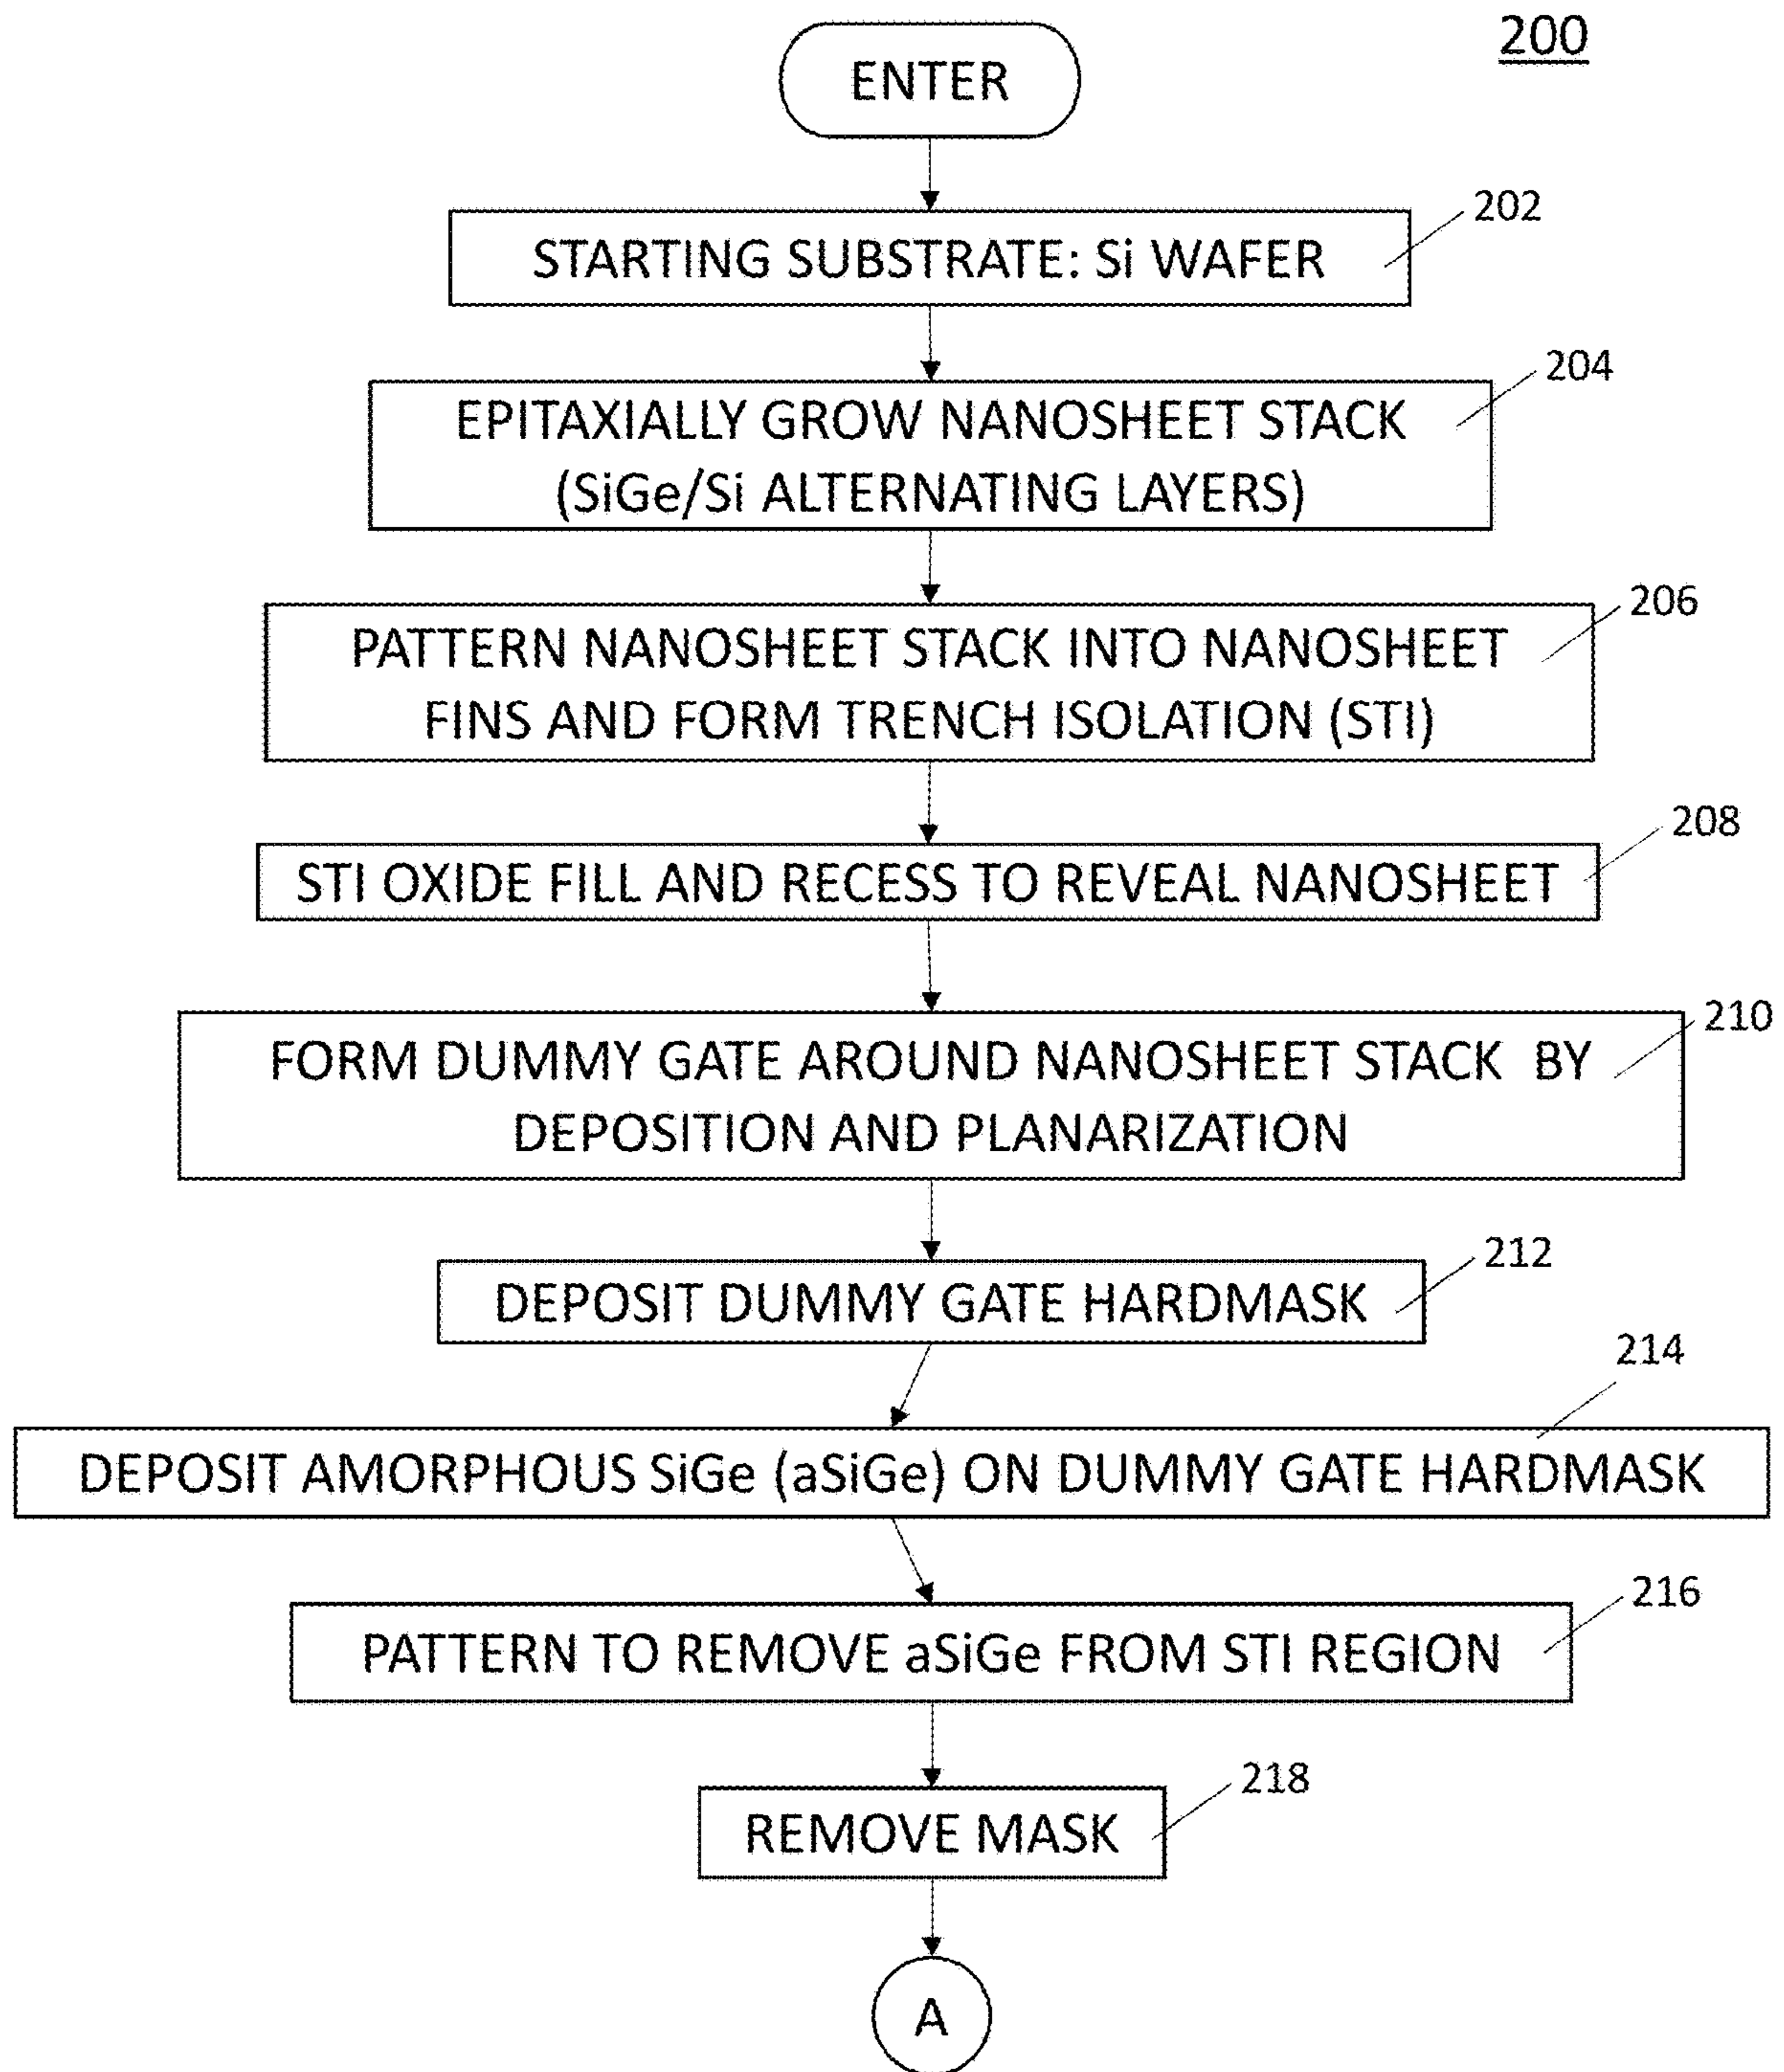 200
ENTER
202
STARTING SUBSTRATE: Si WAFER
204
EPITAXIALLY GROW NANOSHEET STACK
(SiGe/Si ALTERNATING LAYERS)
206
PATTERN NANOSHEET STACK INTO NANOSHEET
FINS AND FORM TRENCH ISOLATION (STI)
208
STI OXIDE FILL AND RECESS TO REVEAL NANOSHEET
210
FORM DUMMY GATE AROUND NANOSHEET STACK BY
DEPOSITION AND PLANARIZATION
212
DEPOSIT DUMMY GATE HARDMASK
214
DEPOSIT AMORPHOUS SiGe (aSiGe) ON DUMMY GATE HARDMASK
216
PATTERN TO REMOVE aSiGe FROM STI REGION
218
REMOVE MASK
A